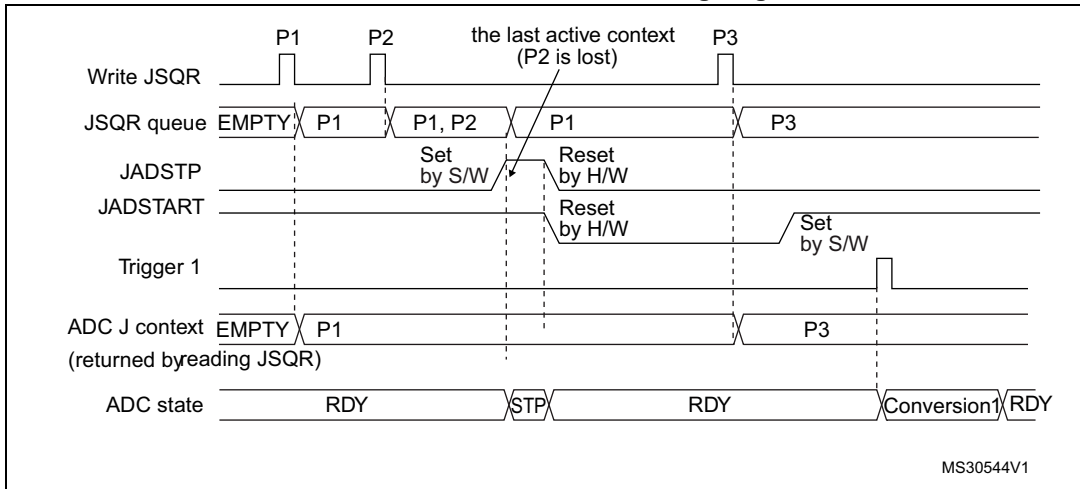 P1 P2 the last active context P3
(P2 is lost)
Write JSQR
JSQR queue EMPTY P1 P1, P2 P1 P3
Set Reset
JADSTP by S/W by H/W
JADSTART Reset
by H/W Set
by S/W
Trigger 1
ADC J context EMPTY P1 P3
(returned byreading JSQR)
ADC state RDY STP RDY Conversion1 RDY
MS30544V1